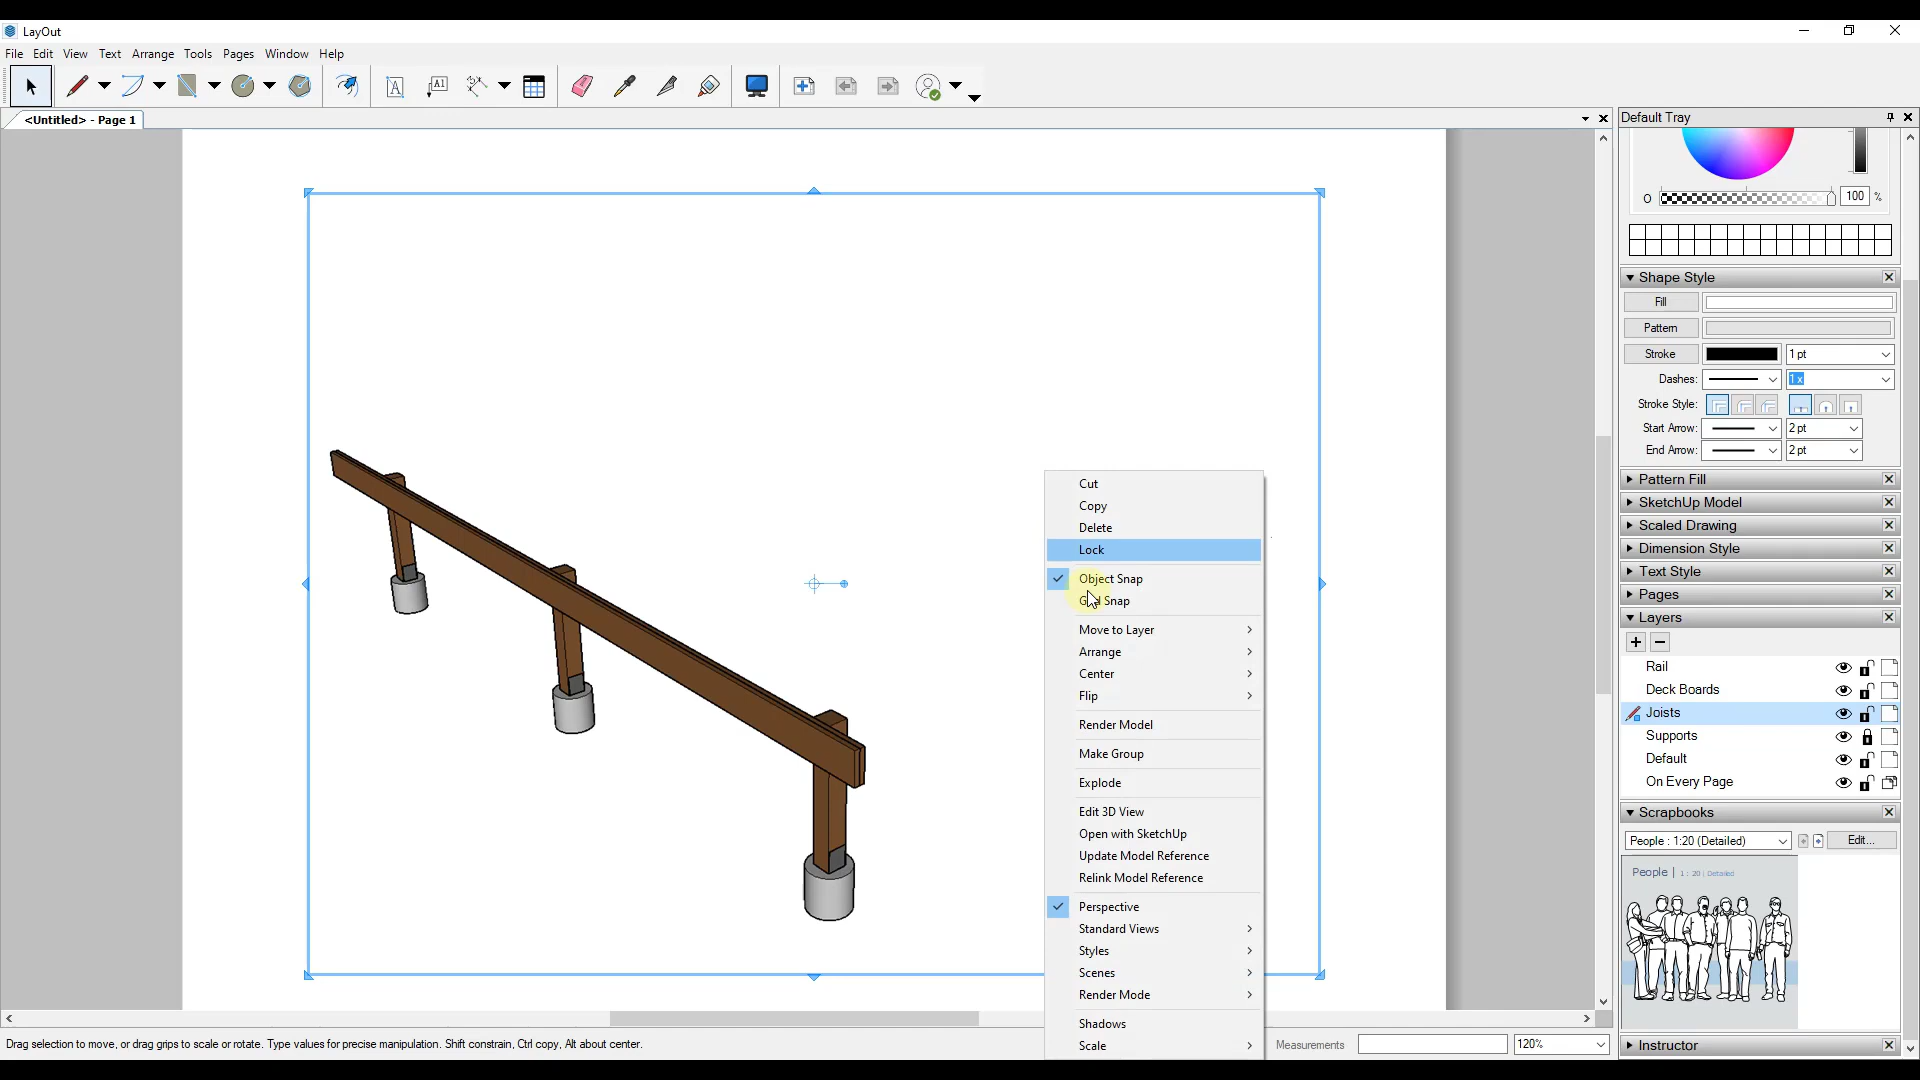 LayOut
File Edit View Text Arrange Tools Pages Window Help
<Untitled> - Page 1
Default Tray
O 100 %
Shape Style
Fill
Pattern
Stroke 1 pt
Dashes: 1 x
Stroke Style:
Start Arrow: 2 pt
End Arrow: 2 pt
Pattern Fill
SketchUp Model
Scaled Drawing
Dimension Style
Text Style
Pages
Layers
Rail
Deck Boards
Joists
Supports
Default
On Every Page
Scrapbooks
People : 1:20 (Detailed) Edit...
People | 1 : 20 | Detailed
Instructor
Cut
Copy
Delete
Lock
Object Snap
Grid Snap
Move to Layer
Arrange
Center
Flip
Render Model
Make Group
Explode
Edit 3D View
Open with SketchUp
Update Model Reference
Relink Model Reference
Perspective
Standard Views
Styles
Scenes
Render Mode
Shadows
Scale
Drag selection to move, or drag grips to scale or rotate. Type values for precise manipulation. Shift constrain, Ctrl copy, Alt about center.
Measurements 120%